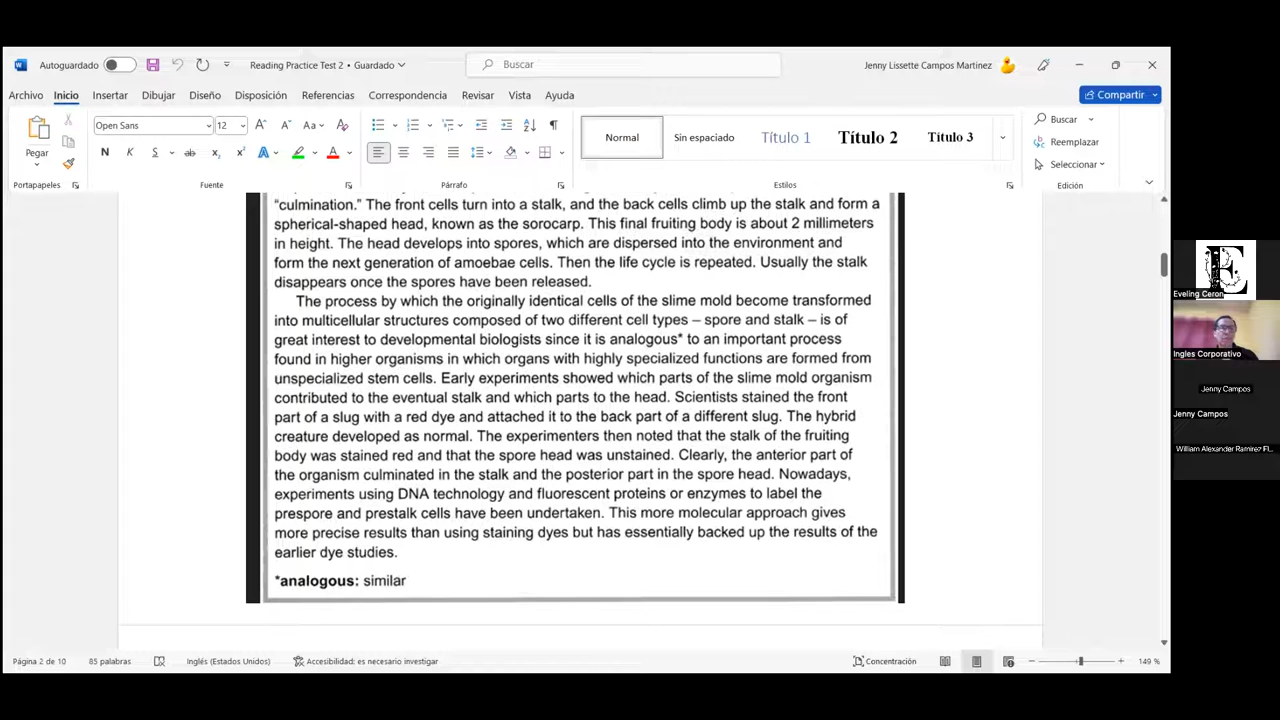 Autoguardado
Reading Practice Test 2 • Guardado
Buscar
Jenny Lissette Campos Martinez
Archivo Inicio Insertar Dibujar Diseño Disposición Referencias Correspondencia Revisar Vista Ayuda
Compartir
Pegar
Open Sans 12
Normal
Sin espaciado
Título 1
Título 2
Título 3
Buscar
Reemplazar
Seleccionar
Portapapeles
Fuente
Párrafo
Estilos
Edición
“culmination.” The front cells turn into a stalk, and the back cells climb up the stalk and form a
spherical-shaped head, known as the sorocarp. This final fruiting body is about 2 millimeters
in height. The head develops into spores, which are dispersed into the environment and
form the next generation of amoebae cells. Then the life cycle is repeated. Usually the stalk
disappears once the spores have been released.
The process by which the originally identical cells of the slime mold become transformed
into multicellular structures composed of two different cell types – spore and stalk – is of
great interest to developmental biologists since it is analogous* to an important process
found in higher organisms in which organs with highly specialized functions are formed from
unspecialized stem cells. Early experiments showed which parts of the slime mold organism
contributed to the eventual stalk and which parts to the head. Scientists stained the front
part of a slug with a red dye and attached it to the back part of a different slug. The hybrid
creature developed as normal. The experimenters then noted that the stalk of the fruiting
body was stained red and that the spore head was unstained. Clearly, the anterior part of
the organism culminated in the stalk and the posterior part in the spore head. Nowadays,
experiments using DNA technology and fluorescent proteins or enzymes to label the
prespore and prestalk cells have been undertaken. This more molecular approach gives
more precise results than using staining dyes but has essentially backed up the results of the
earlier dye studies.
*analogous: similar
Página 2 de 10
85 palabras
Inglés (Estados Unidos)
Accesibilidad: es necesario investigar
Concentración
149 %
E
Eveling Ceron
Ingles Corporativo
Jenny Campos
Jenny Campos
William Alexander Ramirez Fl...